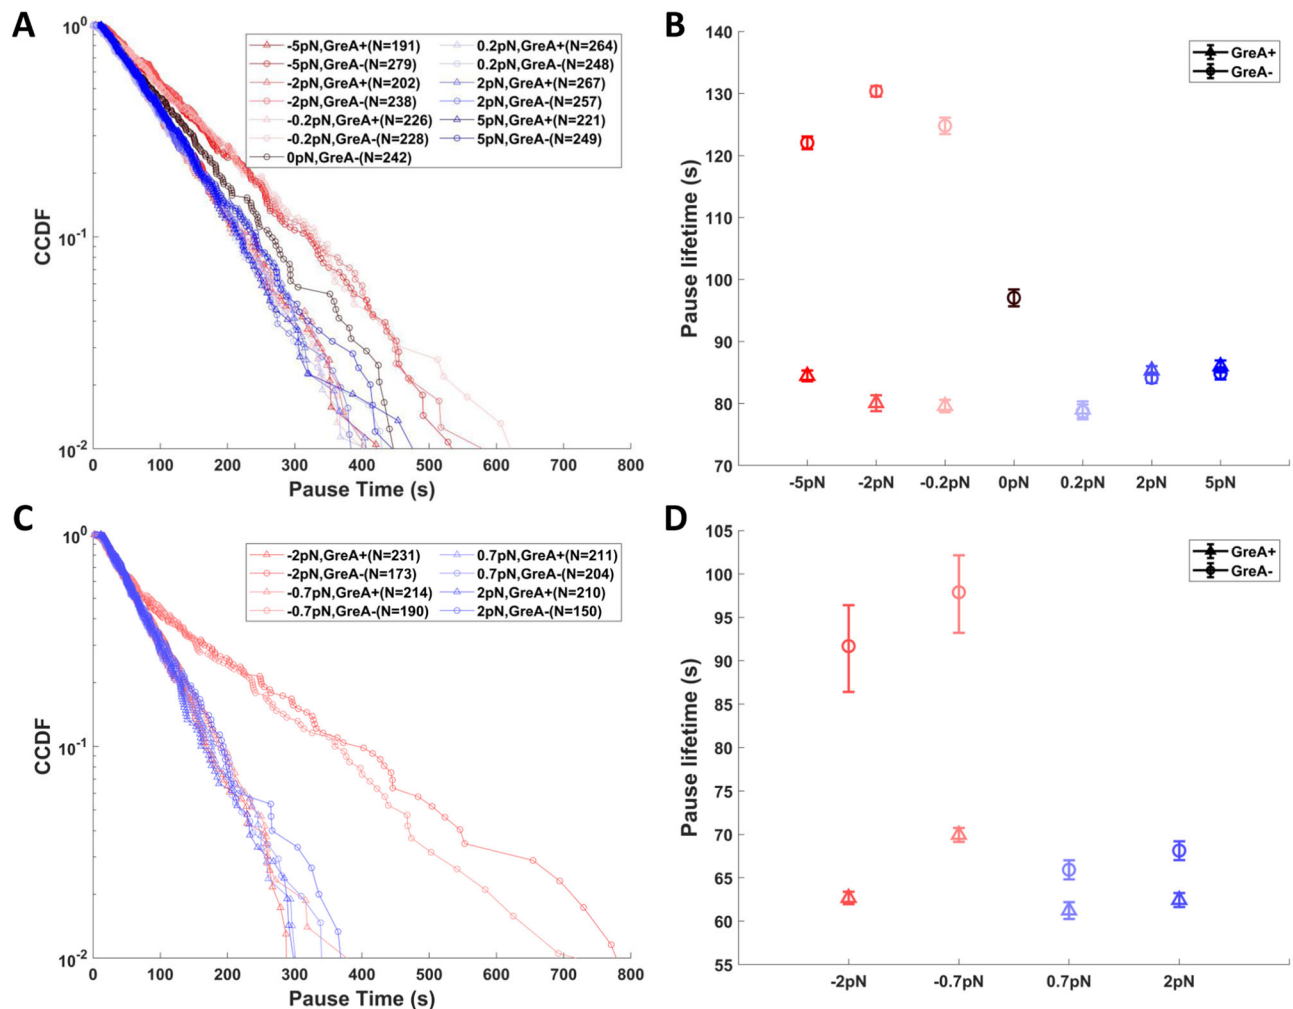 A
CCDF
10^0
10^-1
10^-2
-5pN,GreA+(N=191)
-5pN,GreA-(N=279)
-2pN,GreA+(N=202)
-2pN,GreA-(N=238)
-0.2pN,GreA+(N=226)
-0.2pN,GreA-(N=228)
0pN,GreA-(N=242)
0.2pN,GreA+(N=264)
0.2pN,GreA-(N=248)
2pN,GreA+(N=267)
2pN,GreA-(N=257)
5pN,GreA+(N=221)
5pN,GreA-(N=249)
0 100 200 300 400 500 600 700 800
Pause Time (s)
B
Pause lifetime (s)
140
130
120
110
100
90
80
70
GreA+
GreA-
-5pN -2pN -0.2pN 0pN 0.2pN 2pN 5pN
C
CCDF
10^0
10^-1
10^-2
-2pN,GreA+(N=231)
-2pN,GreA-(N=173)
-0.7pN,GreA+(N=214)
-0.7pN,GreA-(N=190)
0.7pN,GreA+(N=211)
0.7pN,GreA-(N=204)
2pN,GreA+(N=210)
2pN,GreA-(N=150)
0 100 200 300 400 500 600 700 800
Pause Time (s)
D
Pause lifetime (s)
105
100
95
90
85
80
75
70
65
60
55
GreA+
GreA-
-2pN -0.7pN 0.7pN 2pN